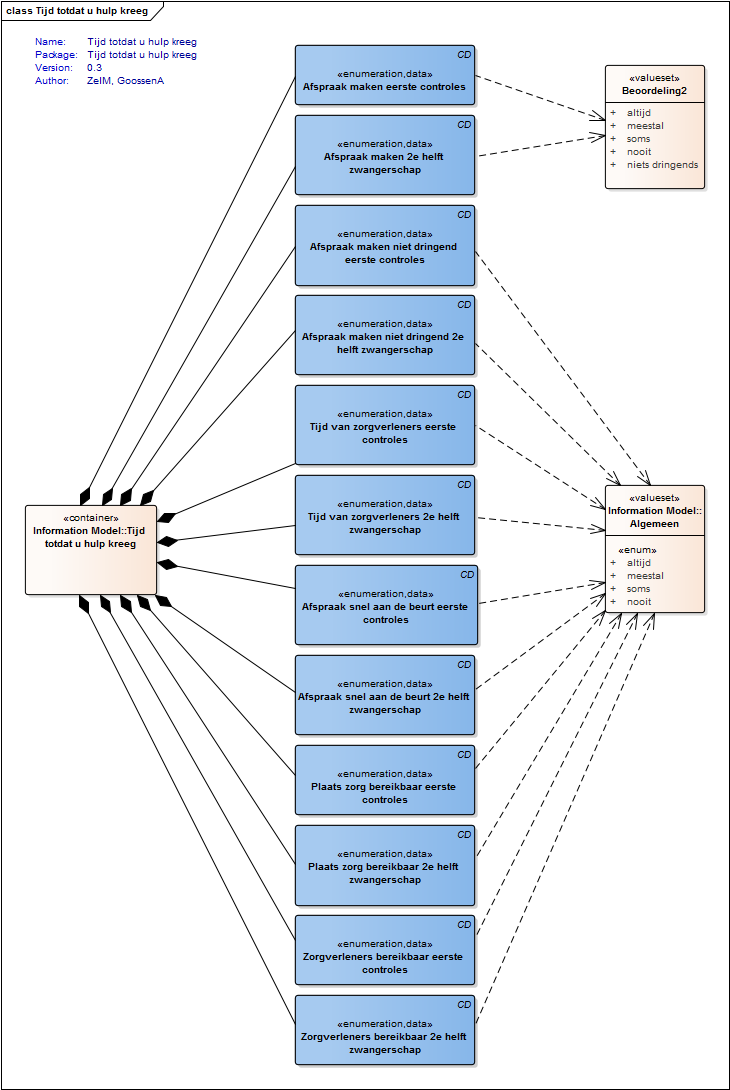 class Tijd totdat u hulp kreeg
Name: Tijd totdat u hulp kreeg
Package: Tijd totdat u hulp kreeg
Version: 0.3
Author: ZelM, GoossenA
CD
«enumeration,data»
Afspraak maken eerste controles
CD
«enumeration,data»
Afspraak maken 2e helft
zwangerschap
CD
«enumeration,data»
Afspraak maken niet dringend
eerste controles
CD
«enumeration,data»
Afspraak maken niet dringend 2e
helft zwangerschap
CD
«enumeration,data»
Tijd van zorgverleners eerste
controles
CD
«enumeration,data»
Tijd van zorgverleners 2e helft
zwangerschap
CD
«enumeration,data»
Afspraak snel aan de beurt eerste
controles
CD
«enumeration,data»
Afspraak snel aan de beurt 2e helft
zwangerschap
CD
«enumeration,data»
Plaats zorg bereikbaar eerste
controles
CD
«enumeration,data»
Plaats zorg bereikbaar 2e helft
zwangerschap
CD
«enumeration,data»
Zorgverleners bereikbaar eerste
controles
CD
«enumeration,data»
Zorgverleners bereikbaar 2e helft
zwangerschap
«container»
Information Model::Tijd
totdat u hulp kreeg
«valueset»
Beoordeling2
+ altijd
+ meestal
+ soms
+ nooit
+ niets dringends
«valueset»
Information Model::
Algemeen
«enum»
+ altijd
+ meestal
+ soms
+ nooit